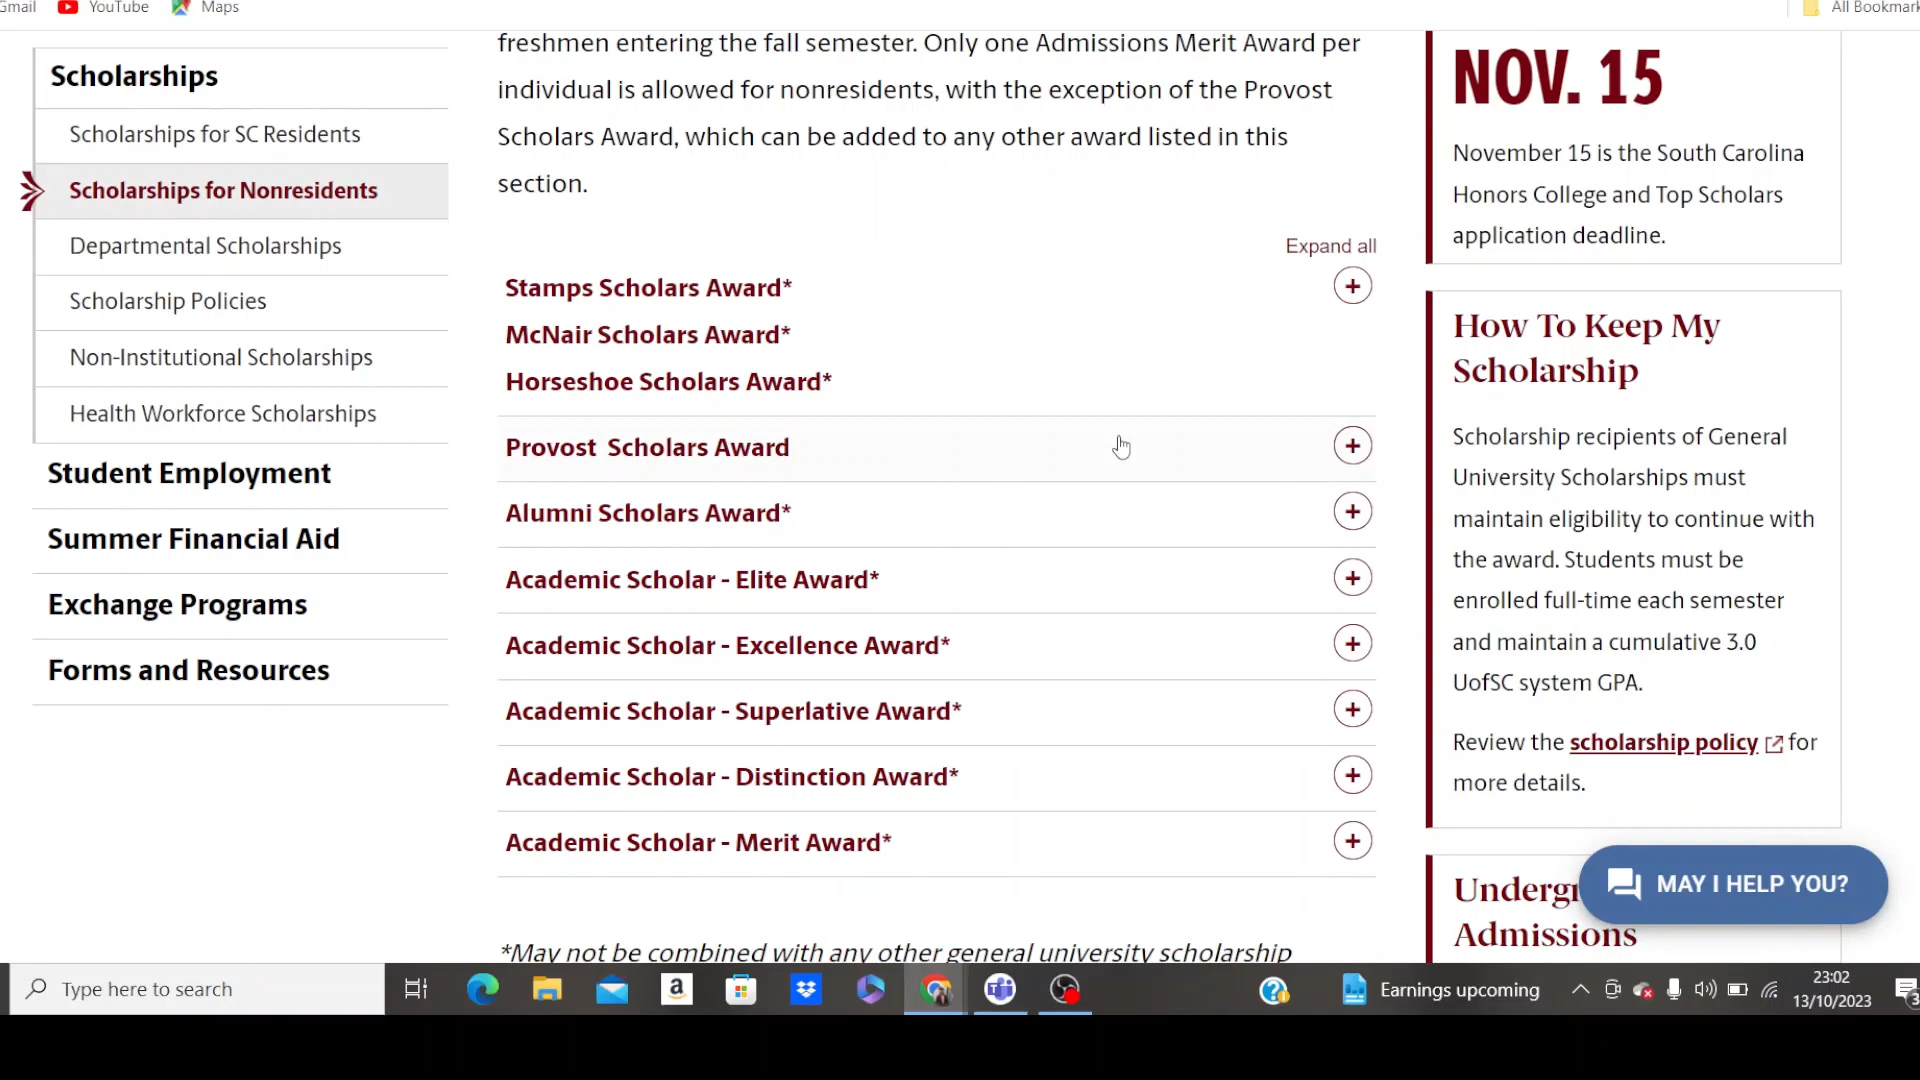 Gmail
YouTube
Maps
All Bookmark
Scholarships
Scholarships for SC Residents
Scholarships for Nonresidents
Departmental Scholarships
Scholarship Policies
Non-Institutional Scholarships
Health Workforce Scholarships
Student Employment
Summer Financial Aid
Exchange Programs
Forms and Resources
freshmen entering the fall semester. Only one Admissions Merit Award per
individual is allowed for nonresidents, with the exception of the Provost
Scholars Award, which can be added to any other award listed in this
section.
Expand all
Stamps Scholars Award*
McNair Scholars Award*
Horseshoe Scholars Award*
Provost Scholars Award
Alumni Scholars Award*
Academic Scholar - Elite Award*
Academic Scholar - Excellence Award*
Academic Scholar - Superlative Award*
Academic Scholar - Distinction Award*
Academic Scholar - Merit Award*
*May not be combined with any other general university scholarship
NOV. 15
November 15 is the South Carolina
Honors College and Top Scholars
application deadline.
How To Keep My
Scholarship
Scholarship recipients of General
University Scholarships must
maintain eligibility to continue with
the award. Students must be
enrolled full-time each semester
and maintain a cumulative 3.0
UofSC system GPA.
Review the scholarship policy for
more details.
Undergr
Admissions
MAY I HELP YOU?
Type here to search
Earnings upcoming
23:02
13/10/2023
3